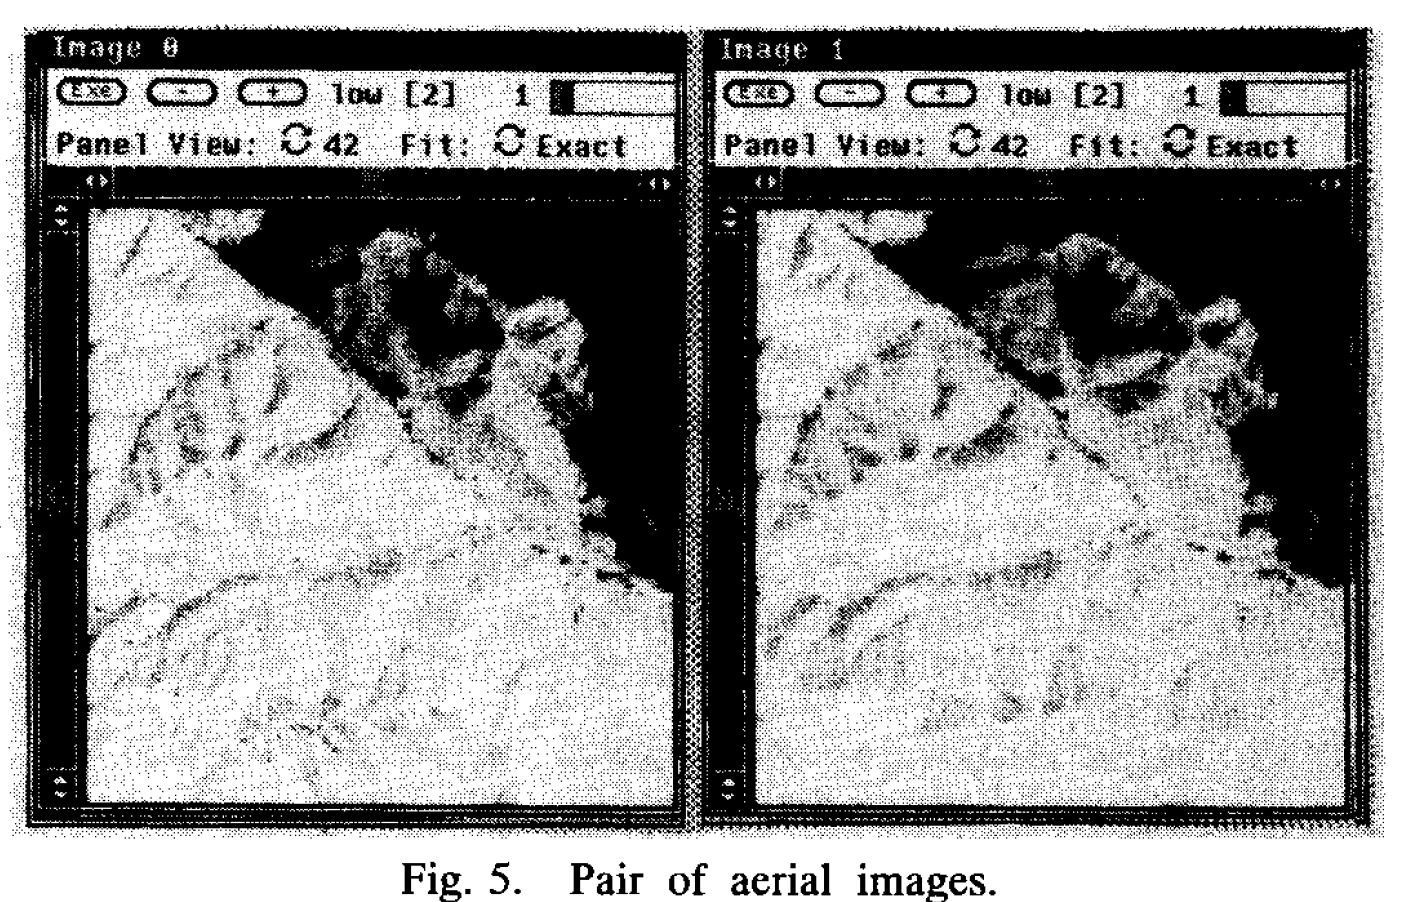 Image 0
Exe - + low [2] 1
Panel View: 42 Fit: Exact
Image 1
Exe - + low [2] 1
Panel View: 42 Fit: Exact
Fig. 5. Pair of aerial images.